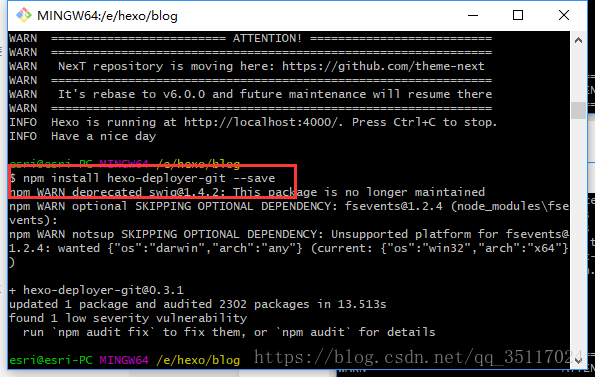 MINGW64:/e/hexo/blog
WARN  ========================== ATTENTION! ===========================
WARN  =================================================================
WARN   NexT repository is moving here: https://github.com/theme-next
WARN  =================================================================
WARN   It's rebase to v6.0.0 and future maintenance will resume there
WARN  =================================================================
INFO  Hexo is running at http://localhost:4000/. Press Ctrl+C to stop.
INFO  Have a nice day
esri@esri-PC MINGW64 /e/hexo/blog
$ npm install hexo-deployer-git --save
npm WARN deprecated swig@1.4.2: This package is no longer maintained
npm WARN optional SKIPPING OPTIONAL DEPENDENCY: fsevents@1.2.4 (node_modules\fse
vents):
npm WARN notsup SKIPPING OPTIONAL DEPENDENCY: Unsupported platform for fsevents@
1.2.4: wanted {"os":"darwin","arch":"any"} (current: {"os":"win32","arch":"x64"}
)
+ hexo-deployer-git@0.3.1
updated 1 package and audited 2302 packages in 13.513s
found 1 low severity vulnerability
  run `npm audit fix` to fix them, or `npm audit` for details
esri@esri-PC MINGW64 /e/hexo/blog
https://blog.csdn.net/qq_35117024